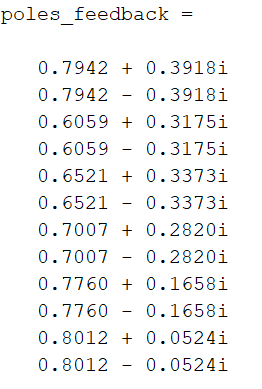 poles_feedback =
0.7942 + 0.3918i
0.7942 - 0.3918i
0.6059 + 0.3175i
0.6059 - 0.3175i
0.6521 + 0.3373i
0.6521 - 0.3373i
0.7007 + 0.2820i
0.7007 - 0.2820i
0.7760 + 0.1658i
0.7760 - 0.1658i
0.8012 + 0.0524i
0.8012 - 0.0524i